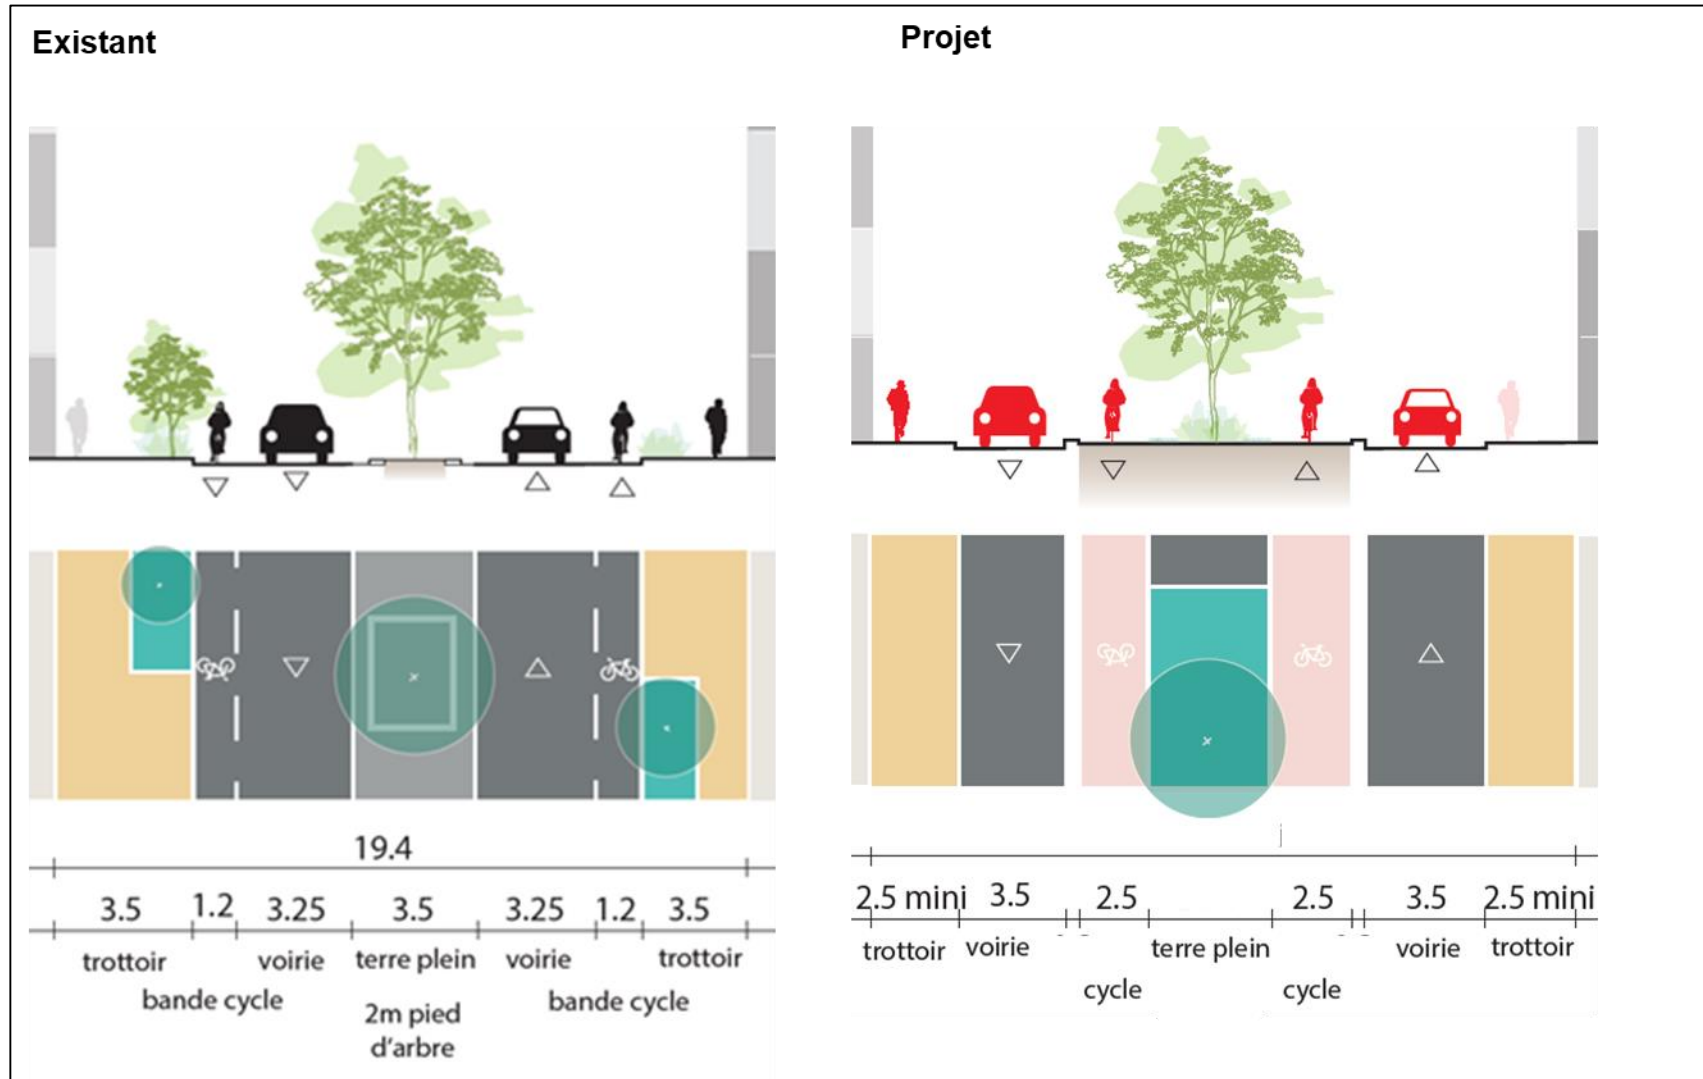 Existant
Projet
19.4
3.5 1.2 3.25 3.5 3.25 1.2 3.5
trottoir voirie terre plein voirie trottoir
bande cycle bande cycle
2m pied
d'arbre
2.5 mini 3.5 2.5 2.5 3.5 2.5 mini
trottoir voirie terre plein voirie trottoir
cycle cycle